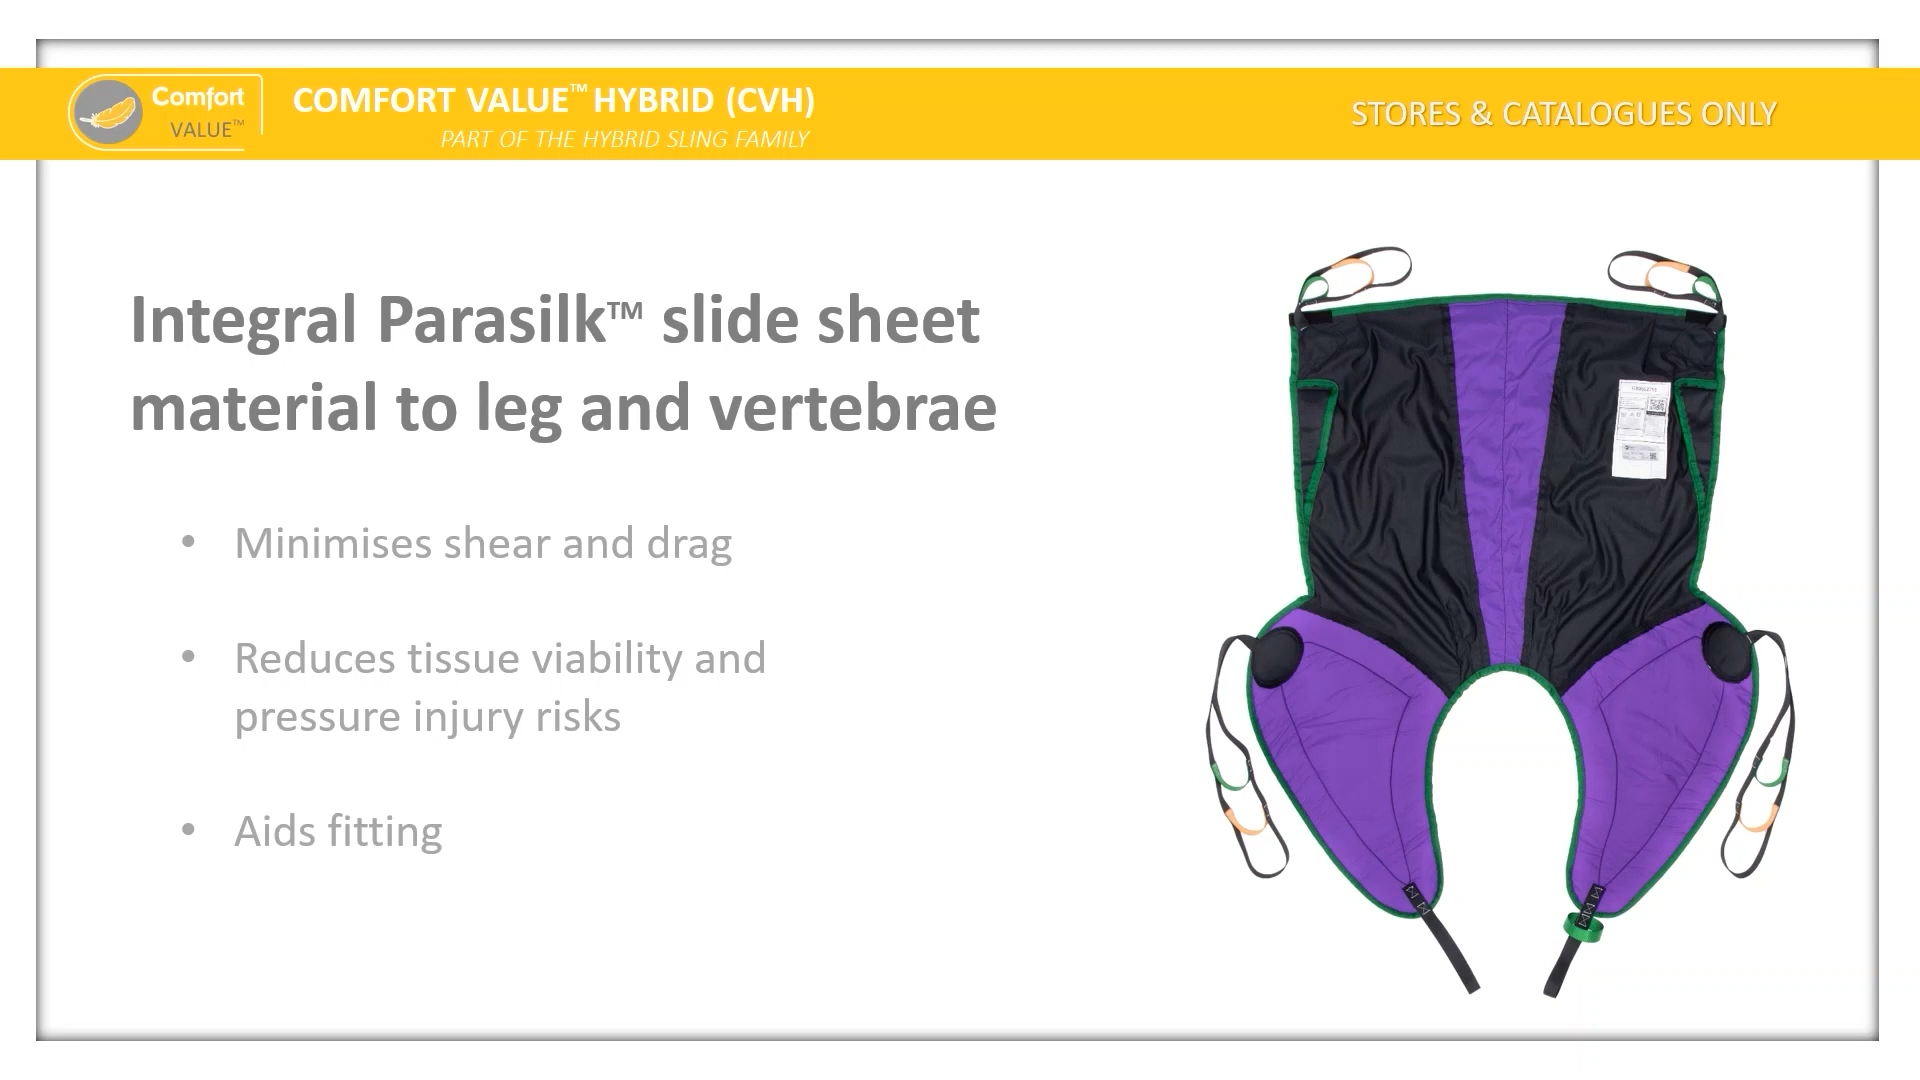 Comfort
VALUE™
COMFORT VALUE™ HYBRID (CVH)
PART OF THE HYBRID SLING FAMILY
STORES & CATALOGUES ONLY
Integral Parasilk™ slide sheet
material to leg and vertebrae
• Minimises shear and drag
• Reduces tissue viability and
pressure injury risks
• Aids fitting